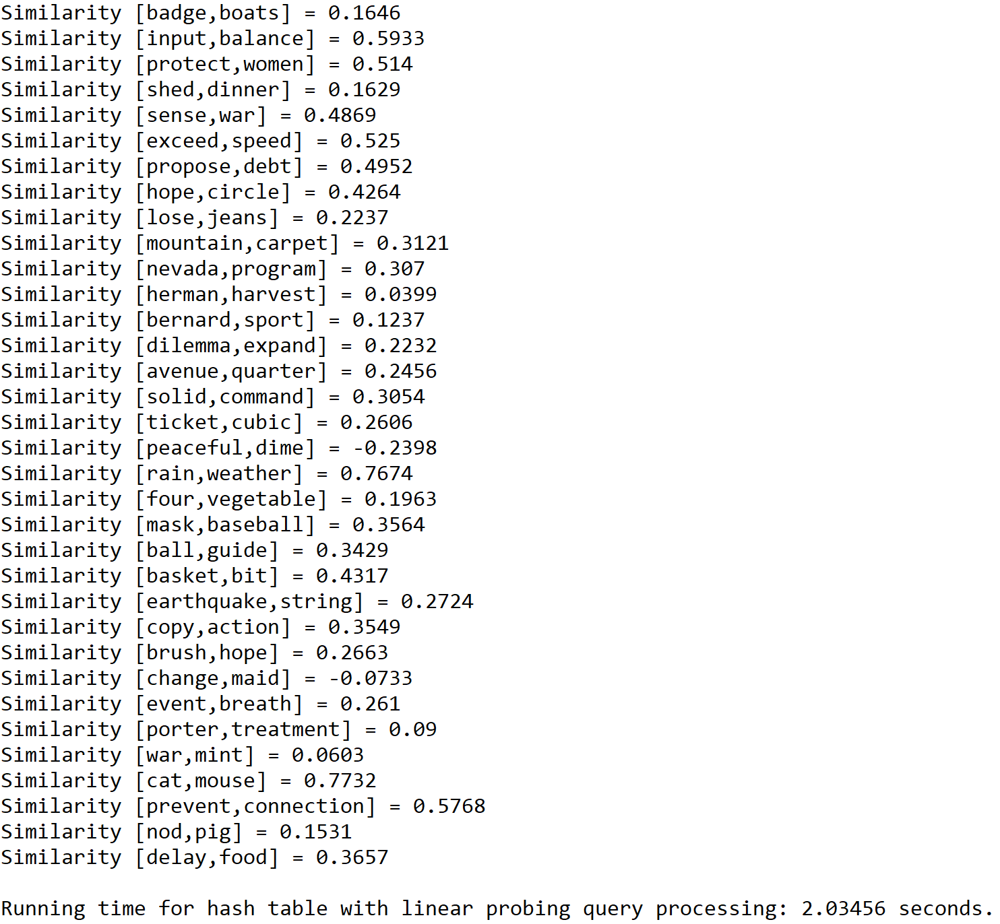 Similarity [badge,boats] = 0.1646
Similarity [input,balance] = 0.5933
Similarity [protect,women] = 0.514
Similarity [shed,dinner] = 0.1629
Similarity [sense,war] = 0.4869
Similarity [exceed,speed] = 0.525
Similarity [propose,debt] = 0.4952
Similarity [hope,circle] = 0.4264
Similarity [lose,jeans] = 0.2237
Similarity [mountain,carpet] = 0.3121
Similarity [nevada,program] = 0.307
Similarity [herman,harvest] = 0.0399
Similarity [bernard,sport] = 0.1237
Similarity [dilemma,expand] = 0.2232
Similarity [avenue,quarter] = 0.2456
Similarity [solid,command] = 0.3054
Similarity [ticket,cubic] = 0.2606
Similarity [peaceful,dime] = -0.2398
Similarity [rain,weather] = 0.7674
Similarity [four,vegetable] = 0.1963
Similarity [mask,baseball] = 0.3564
Similarity [ball,guide] = 0.3429
Similarity [basket,bit] = 0.4317
Similarity [earthquake,string] = 0.2724
Similarity [copy,action] = 0.3549
Similarity [brush,hope] = 0.2663
Similarity [change,maid] = -0.0733
Similarity [event,breath] = 0.261
Similarity [porter,treatment] = 0.09
Similarity [war,mint] = 0.0603
Similarity [cat,mouse] = 0.7732
Similarity [prevent,connection] = 0.5768
Similarity [nod,pig] = 0.1531
Similarity [delay,food] = 0.3657
Running time for hash table with linear probing query processing: 2.03456 seconds.